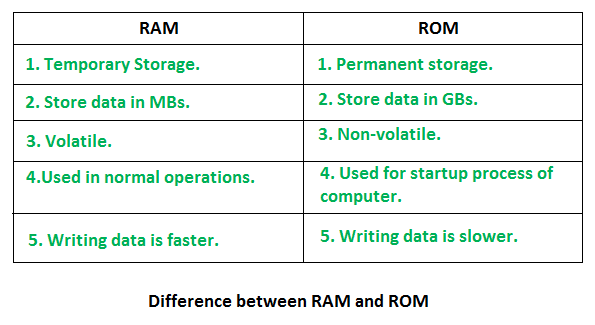 RAM
ROM
1. Temporary Storage.
1. Permanent storage.
2. Store data in MBs.
2. Store data in GBs.
3. Volatile.
3. Non-volatile.
4.Used in normal operations.
4. Used for startup process of
computer.
5. Writing data is faster.
5. Writing data is slower.
Difference between RAM and ROM